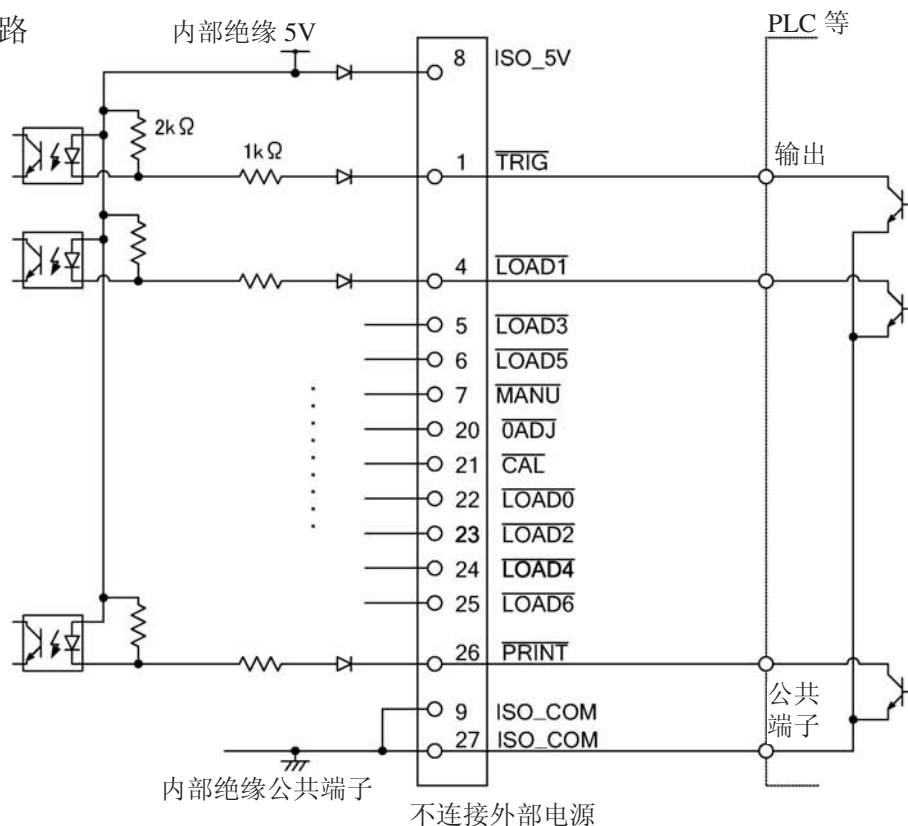 路
内部绝缘 5V
PLC 等
8 ISO_5V
2kΩ
1kΩ
1 TRIG
输出
4 LOAD1
5 LOAD3
6 LOAD5
7 MANU
20 0ADJ
21 CAL
22 LOAD0
23 LOAD2
24 LOAD4
25 LOAD6
26 PRINT
公共
端子
9 ISO_COM
27 ISO_COM
内部绝缘公共端子
不连接外部电源